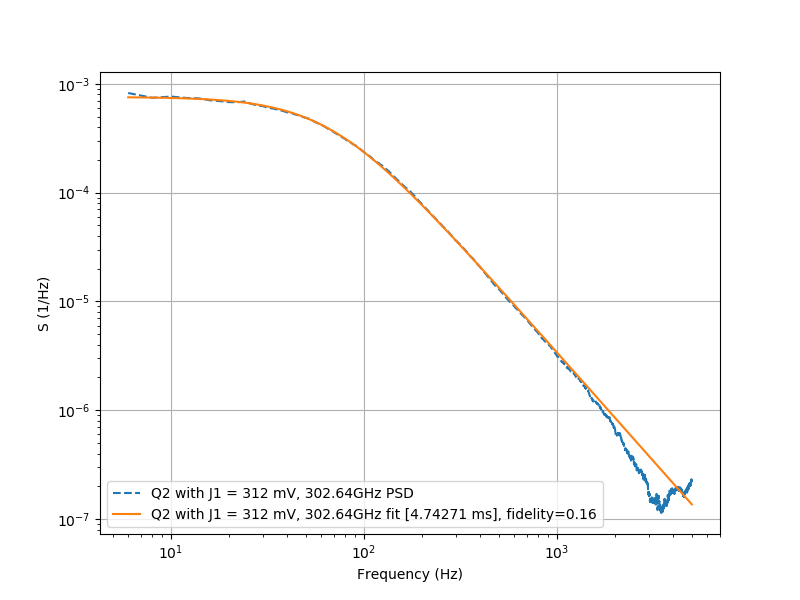 10⁻³
10⁻⁴
10⁻⁵
10⁻⁶
10⁻⁷
S (1/Hz)
Q2 with J1 = 312 mV, 302.64GHz PSD
Q2 with J1 = 312 mV, 302.64GHz fit [4.74271 ms], fidelity=0.16
10¹ 10² 10³
Frequency (Hz)